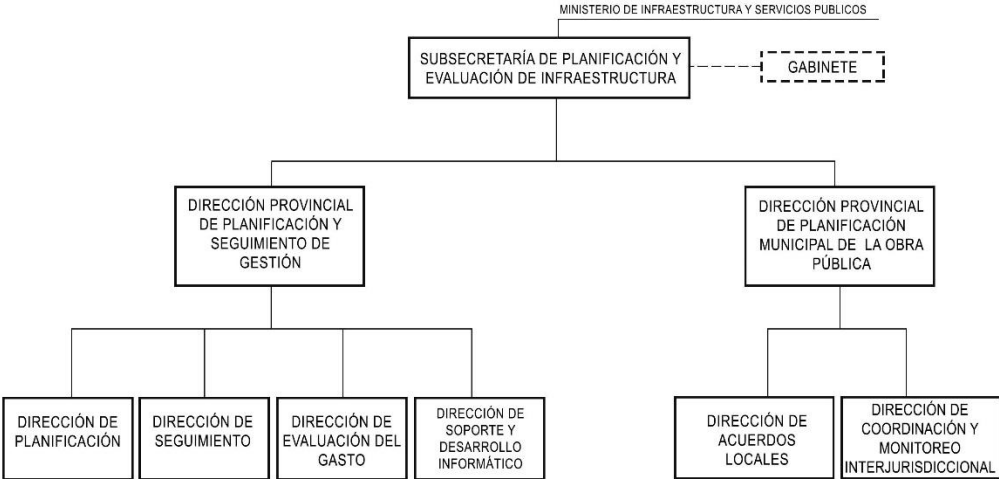 MINISTERIO DE INFRAESTRUCTURA Y SERVICIOS PUBLICOS
SUBSECRETARÍA DE PLANIFICACIÓN Y
EVALUACIÓN DE INFRAESTRUCTURA
GABINETE
DIRECCIÓN PROVINCIAL
DE PLANIFICACIÓN Y
SEGUIMIENTO DE
GESTIÓN
DIRECCIÓN PROVINCIAL
DE PLANIFICACIÓN
MUNICIPAL DE LA OBRA
PÚBLICA
DIRECCIÓN DE
PLANIFICACIÓN
DIRECCIÓN DE
SEGUIMIENTO
DIRECCIÓN DE
EVALUACIÓN DEL
GASTO
DIRECCIÓN DE
SOPORTE Y
DESARROLLO
INFORMÁTICO
DIRECCIÓN DE
ACUERDOS
LOCALES
DIRECCIÓN DE
COORDINACIÓN Y
MONITOREO
INTERJURISDICCIONAL